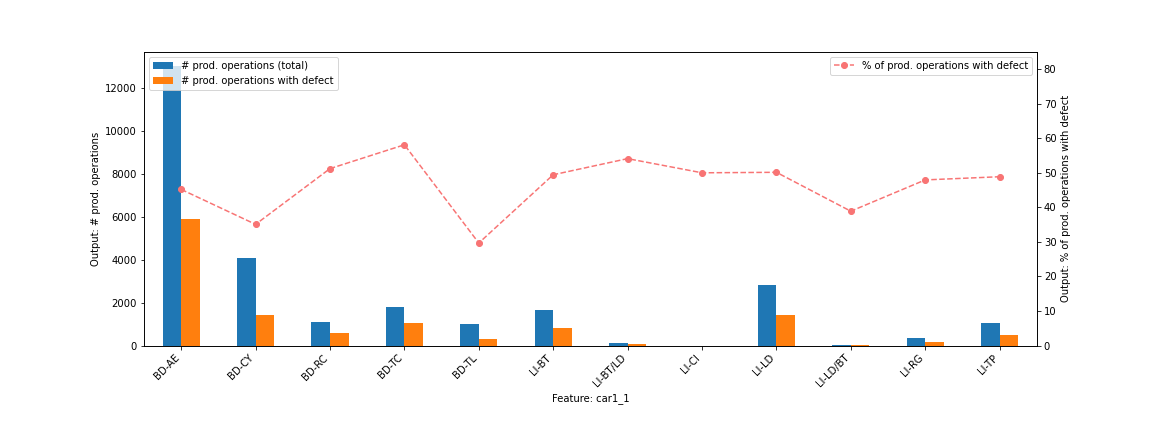 # prod. operations (total)
# prod. operations with defect
% of prod. operations with defect
Output: # prod. operations
12000
10000
8000
6000
4000
2000
0
80
70
60
50
40
30
20
10
0
Output: % of prod. operations with defect
BD-AE
BD-CY
BD-RC
BD-TC
BD-TL
LI-BT
LI-BT/LD
LI-CI
LI-LD
LI-LD/BT
LI-RG
LI-TP
Feature: car1_1